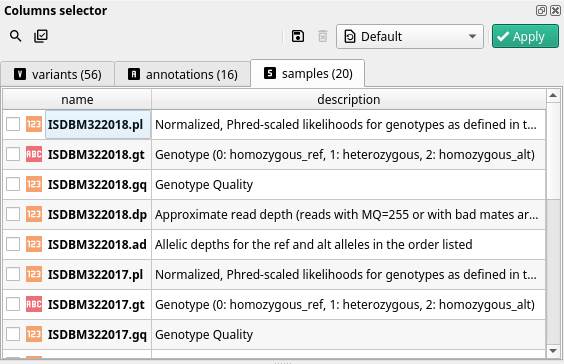 Columns selector
Default
Apply
V variants (56)
A annotations (16)
S samples (20)
name description
123 ISDBM322018.pl Normalized, Phred-scaled likelihoods for genotypes as defined in t...
ABC ISDBM322018.gt Genotype (0: homozygous_ref, 1: heterozygous, 2: homozygous_alt)
123 ISDBM322018.gq Genotype Quality
123 ISDBM322018.dp Approximate read depth (reads with MQ=255 or with bad mates ar...
123 ISDBM322018.ad Allelic depths for the ref and alt alleles in the order listed
123 ISDBM322017.pl Normalized, Phred-scaled likelihoods for genotypes as defined in t...
ABC ISDBM322017.gt Genotype (0: homozygous_ref, 1: heterozygous, 2: homozygous_alt)
123 ISDBM322017.gq Genotype Quality